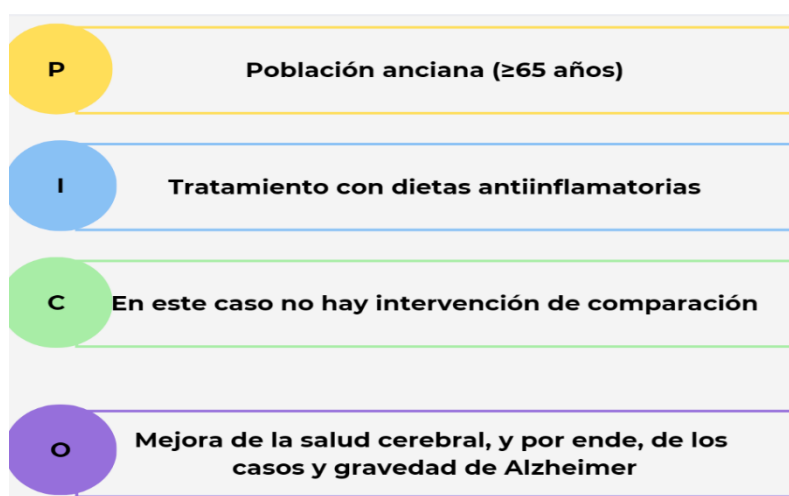 P
Población anciana (≥65 años)
I
Tratamiento con dietas antiinflamatorias
C
En este caso no hay intervención de comparación
O
Mejora de la salud cerebral, y por ende, de los
casos y gravedad de Alzheimer